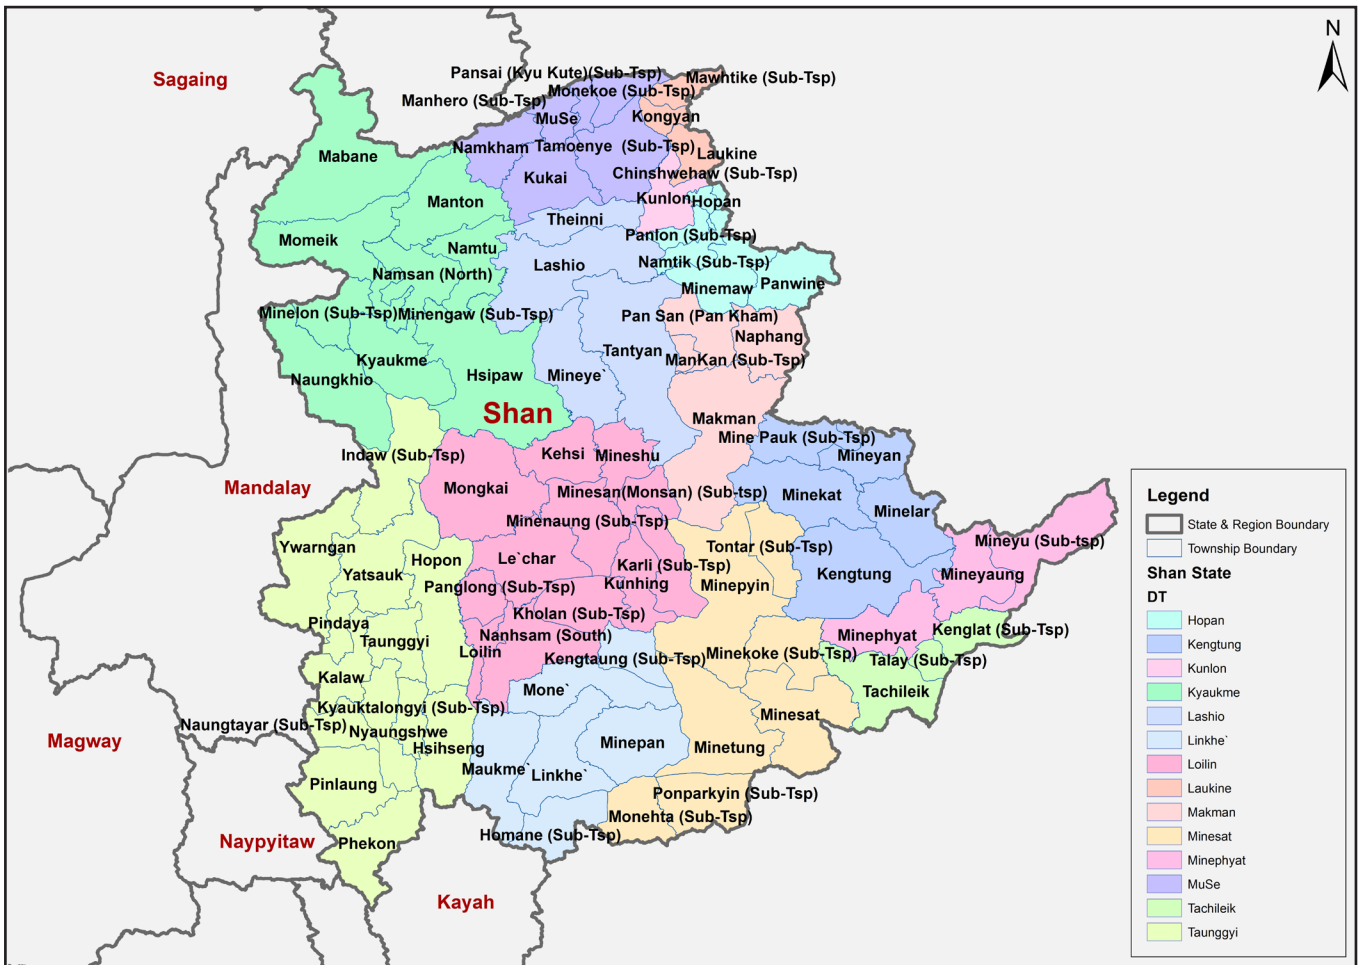 N
Sagaing
Pansai (Kyu Kute)(Sub-Tsp)
Mawhtike (Sub-Tsp)
Monekoe (Sub-Tsp)
Manhero (Sub-Tsp)
MuSe
Kongyan
Namkham
Tamoenye (Sub-Tsp)
Laukine
Mabane
Chinshwehaw (Sub-Tsp)
Kukai
Manton
Kunlon
Hopan
Theinni
Panlon (Sub-Tsp)
Momeik
Namtu
Lashio
Namtik (Sub-Tsp)
Namsan (North)
Minemaw
Panwine
Minelon (Sub-Tsp)
Minengaw (Sub-Tsp)
Pan San (Pan Kham)
Naphang
Tantyan
Kyaukme
ManKan (Sub-Tsp)
Naungkhio
Hsipaw
Mineye`
Shan
Makman
Mine Pauk (Sub-Tsp)
Indaw (Sub-Tsp)
Kehsi
Mineshu
Mineyan
Mandalay
Mongkai
Minesan(Monsan) (Sub-tsp)
Minekat
Minelar
Minenaung (Sub-Tsp)
Mineyu (Sub-tsp)
Ywarngan
Hopon
Le`char
Tontar (Sub-Tsp)
Karli (Sub-Tsp)
Yatsauk
Kengtung
Mineyaung
Panglong (Sub-Tsp)
Kunhing
Minepyin
Kholan (Sub-Tsp)
Pindaya
Kenglat (Sub-Tsp)
Taunggyi
Nanhsam (South)
Minephyat
Loilin
Kengtaung (Sub-Tsp)
Minekoke (Sub-Tsp)
Talay (Sub-Tsp)
Kalaw
Mone`
Tachileik
Kyauktalongyi (Sub-Tsp)
Minesat
Naungtayar (Sub-Tsp)
Nyaungshwe
Magway
Hsihseng
Minepan
Minetung
Maukme`
Linkhe`
Pinlaung
Ponparkyin (Sub-Tsp)
Monehta (Sub-Tsp)
Homane (Sub-Tsp)
Naypyitaw
Phekon
Kayah
Legend
State & Region Boundary
Township Boundary
Shan State
DT
Hopan
Kengtung
Kunlon
Kyaukme
Lashio
Linkhe`
Loilin
Laukine
Makman
Minesat
Minephyat
MuSe
Tachileik
Taunggyi